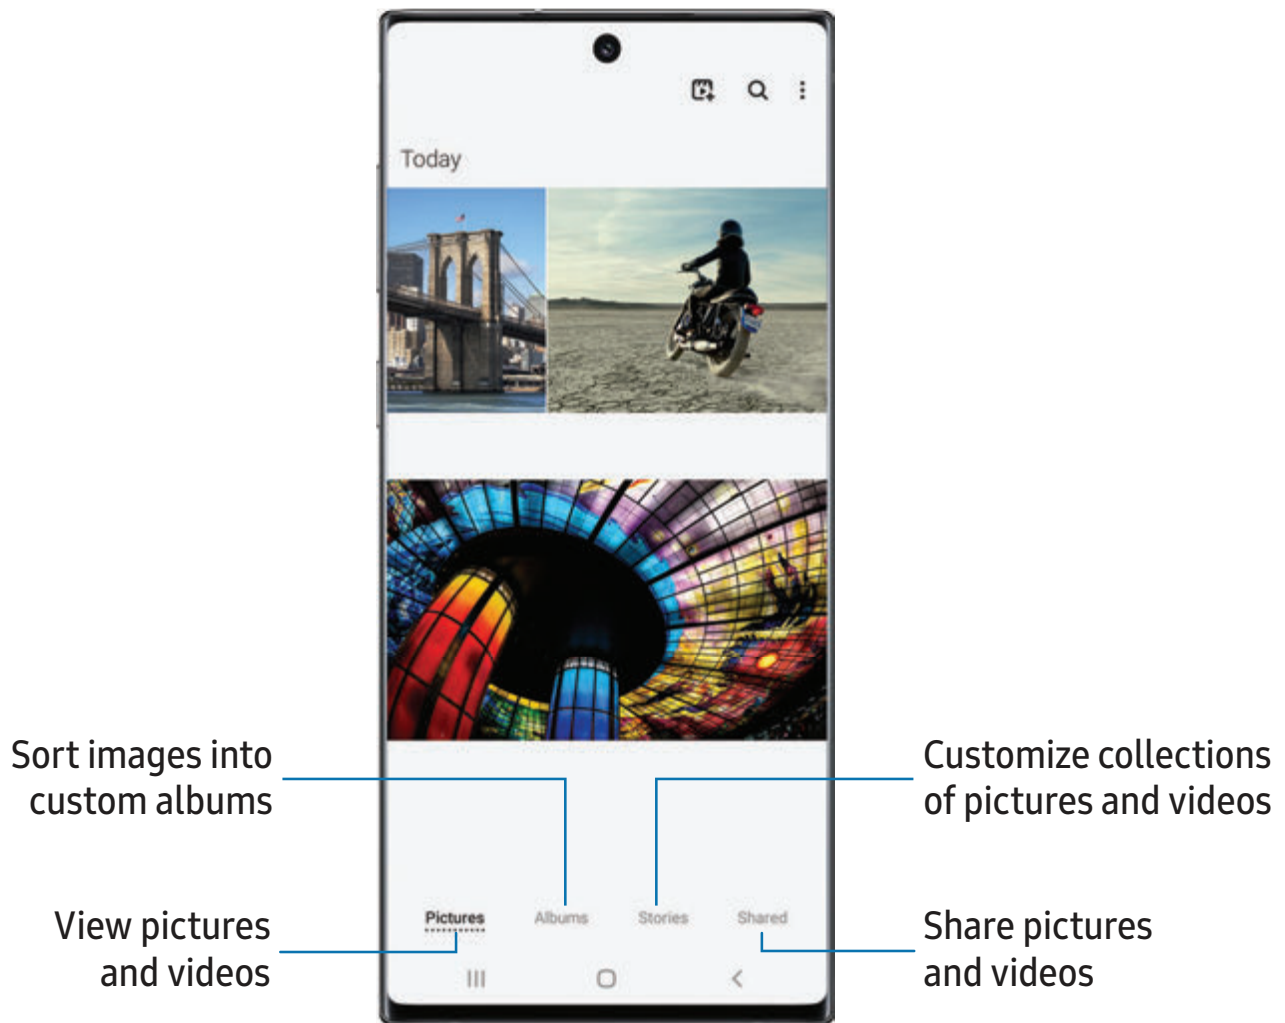 Today
Sort images into
custom albums
Customize collections
of pictures and videos
Pictures
Albums
Stories
Shared
View pictures
and videos
Share pictures
and videos